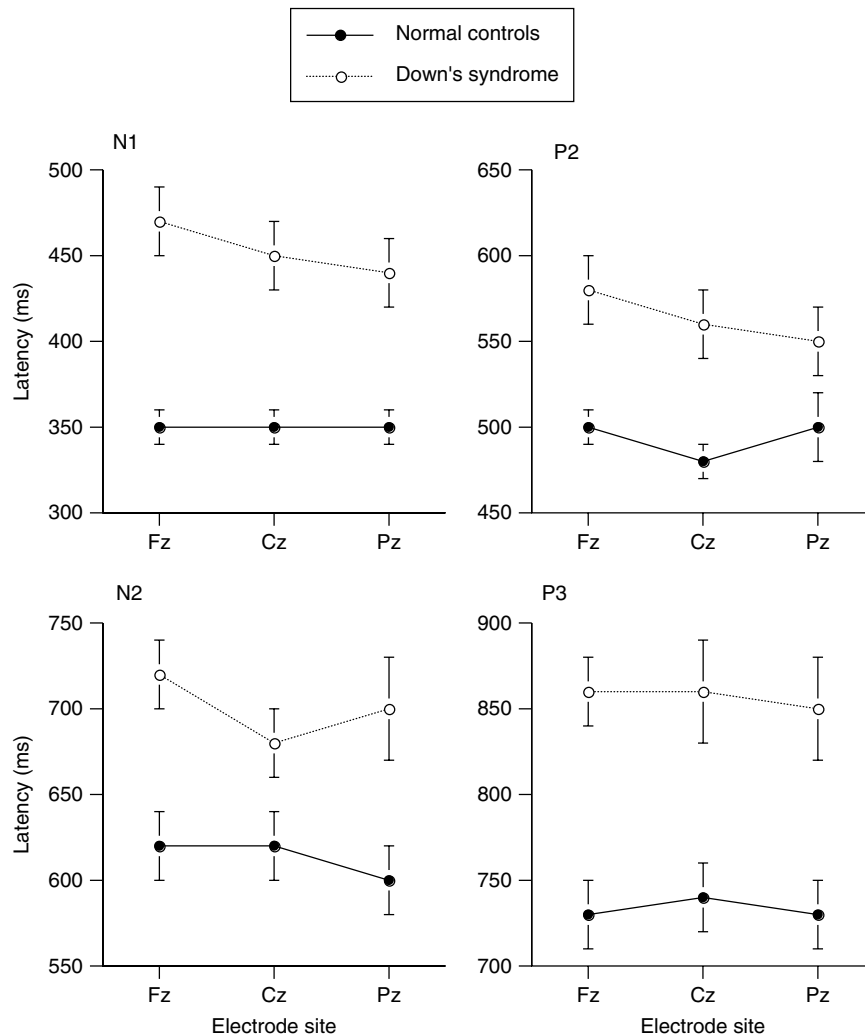 Normal controls
Down's syndrome
N1
500
450
400
350
300
Latency (ms)
Fz Cz Pz
P2
650
600
550
500
450
Fz Cz Pz
N2
750
700
650
600
550
Latency (ms)
Fz Cz Pz
Electrode site
P3
900
850
800
750
700
Fz Cz Pz
Electrode site